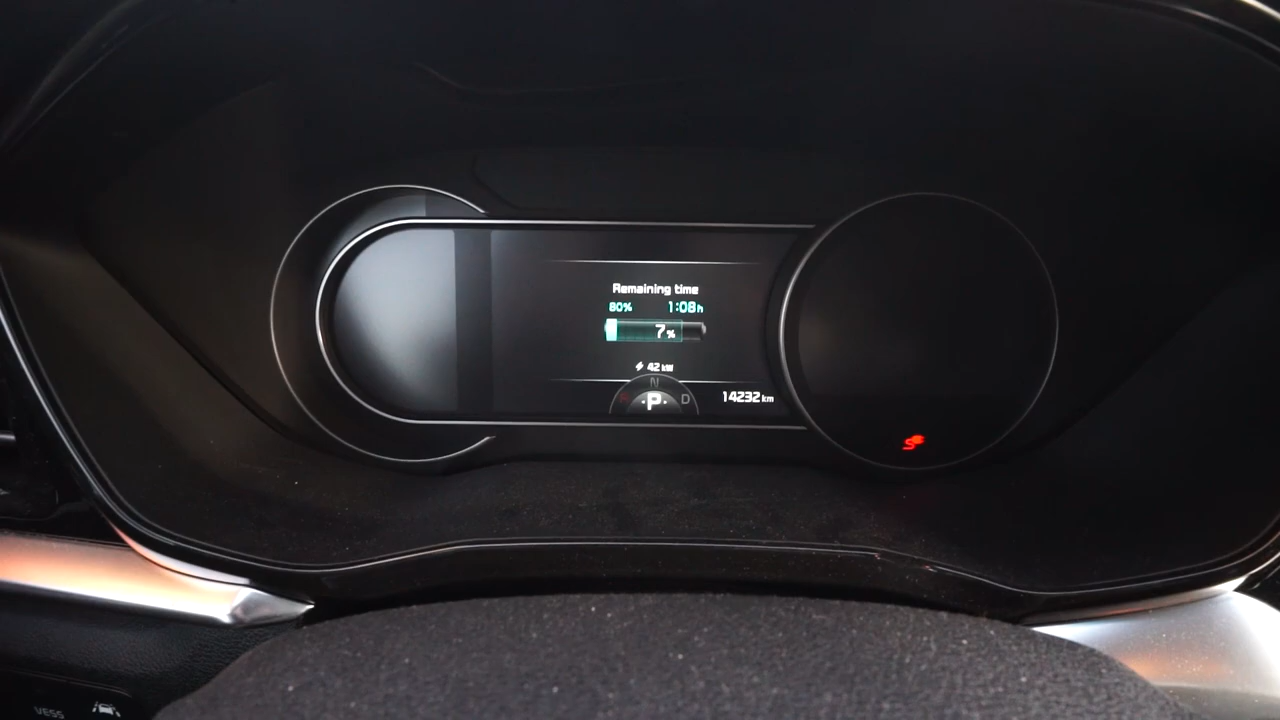 Remaining time
80% 1:08h
7%
42 kW
N
R P D
14232 km
VESS